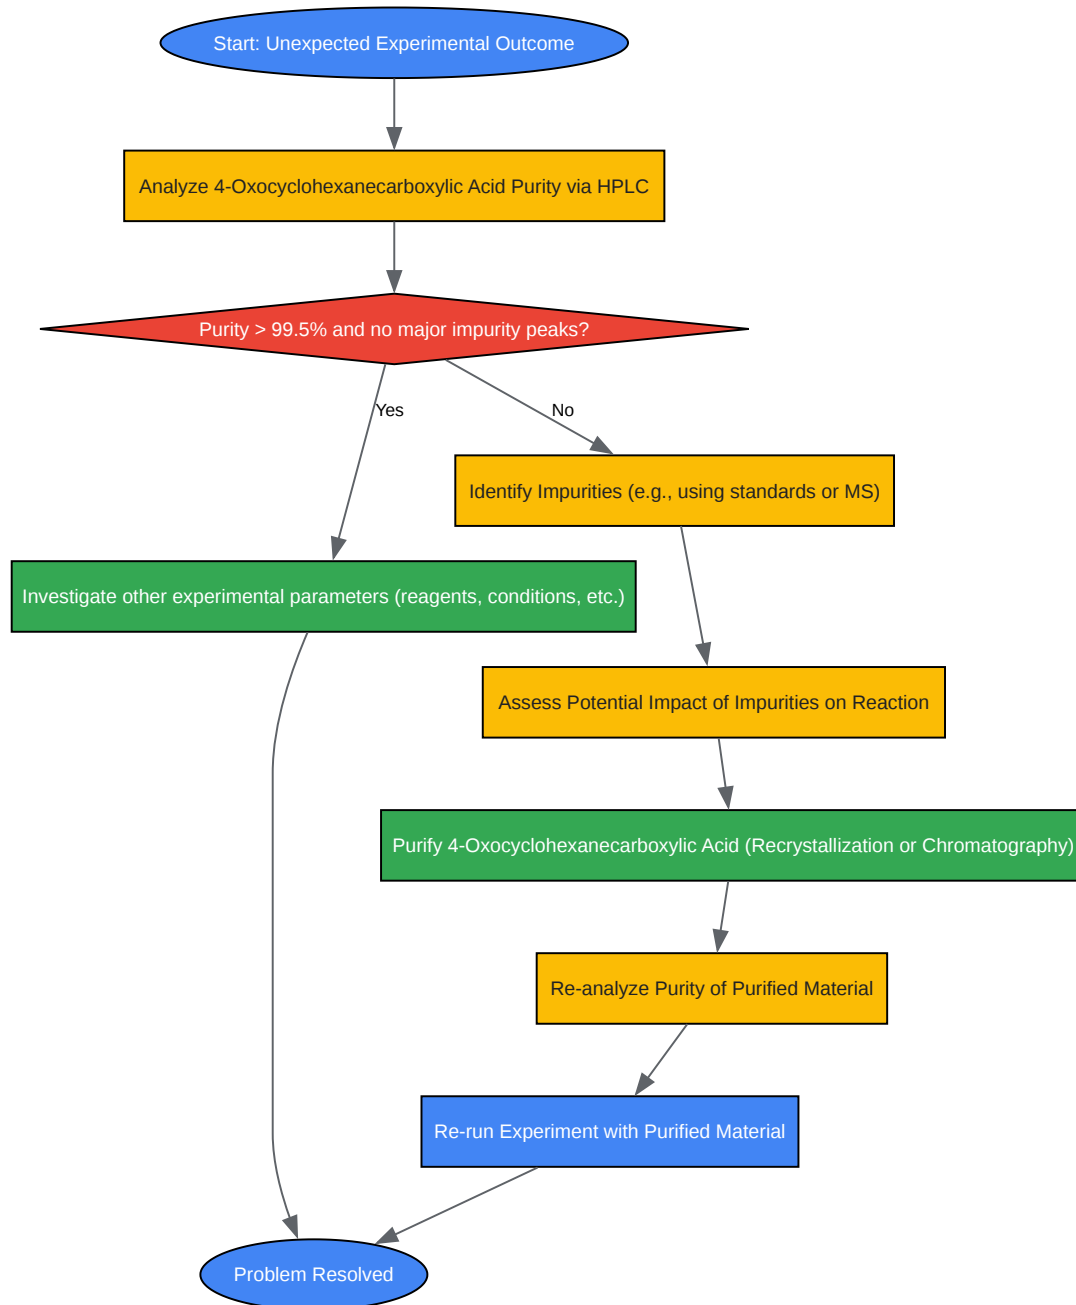 Start: Unexpected Experimental Outcome
Analyze 4-Oxocyclohexanecarboxylic Acid Purity via HPLC
Purity > 99.5% and no major impurity peaks?
Yes
No
Identify Impurities (e.g., using standards or MS)
Investigate other experimental parameters (reagents, conditions, etc.)
Assess Potential Impact of Impurities on Reaction
Purify 4-Oxocyclohexanecarboxylic Acid (Recrystallization or Chromatography)
Re-analyze Purity of Purified Material
Re-run Experiment with Purified Material
Problem Resolved